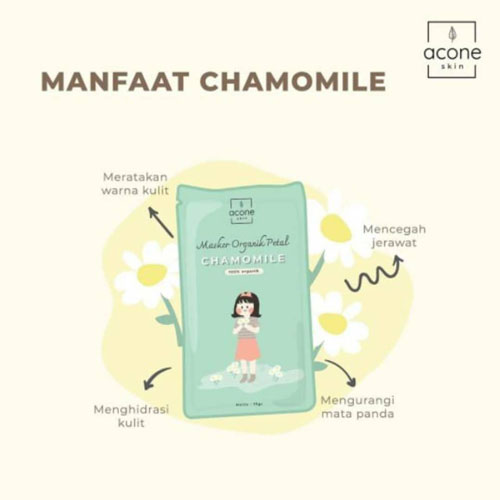 acone
skin
MANFAAT CHAMOMILE
Meratakan
warna kulit
acone
skin
Masker Organik Petal
CHAMOMILE
100% organik
Mencegah
jerawat
Menghidrasi
kulit
Mengurangi
mata panda